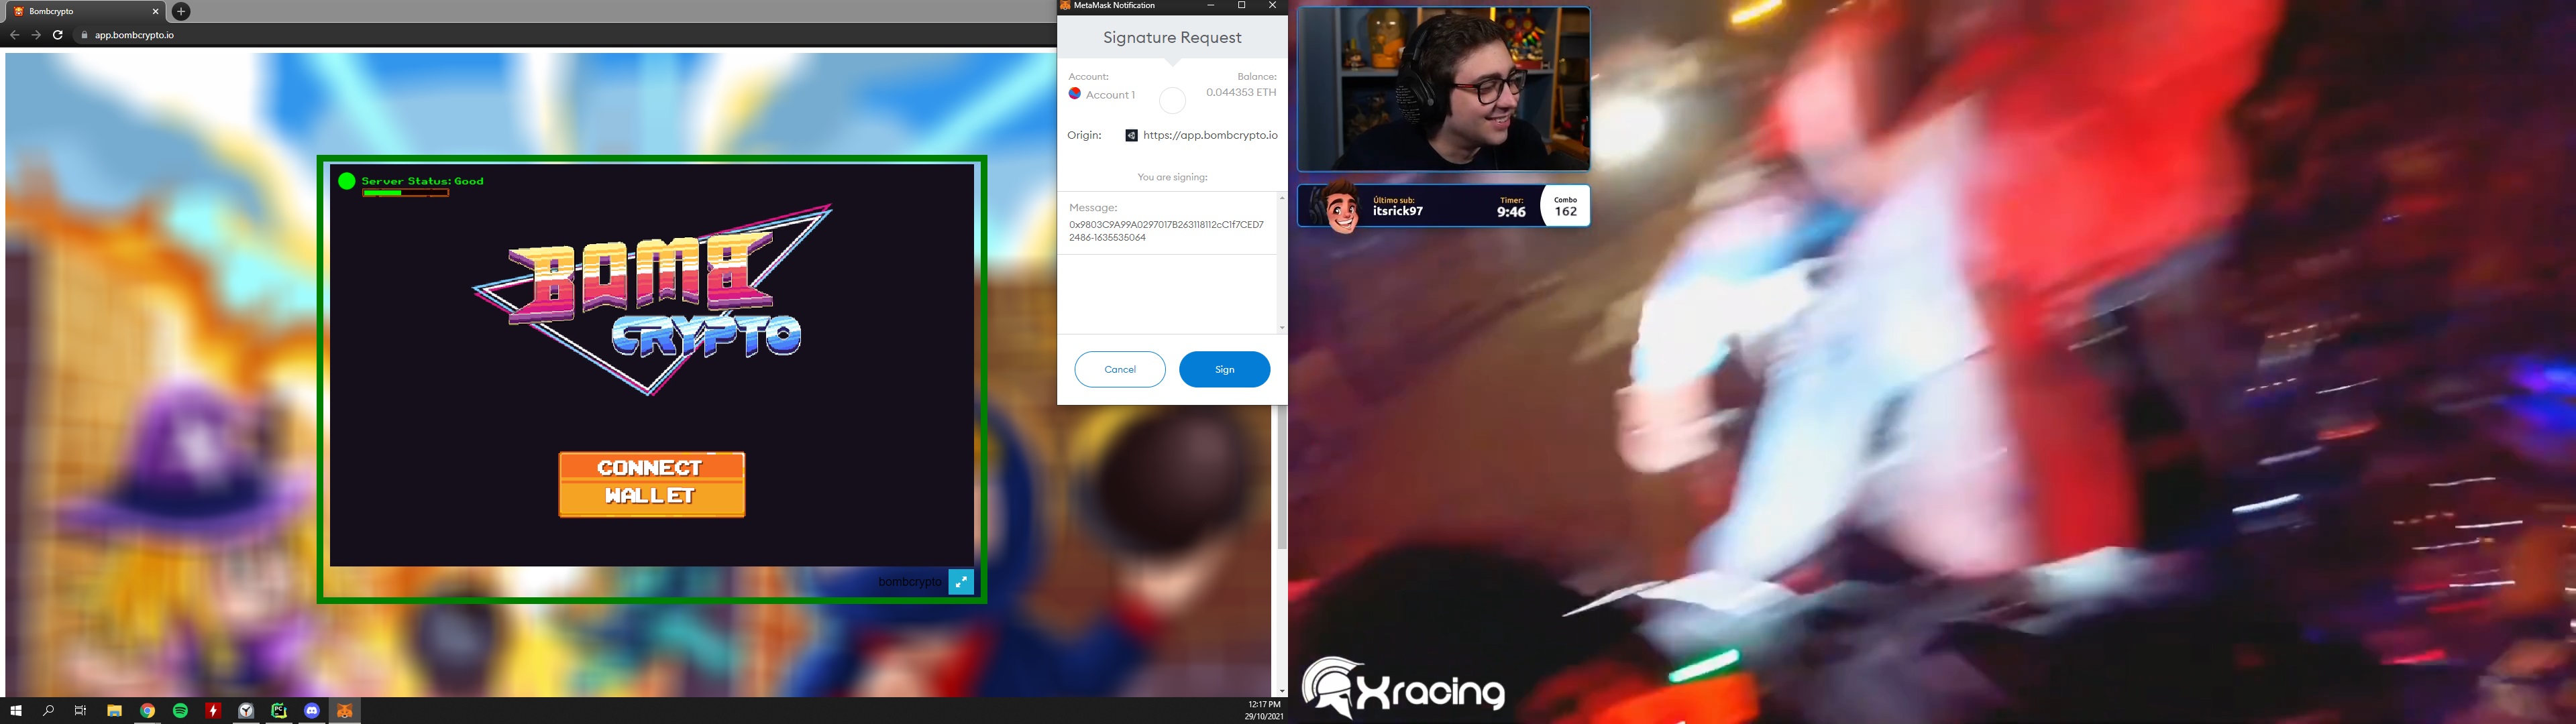 Bombcrypto
app.bombcrypto.io
Server Status: Good
BOMB
CRYPTO
CONNECT
WALLET
bombcrypto
MetaMask Notification
Signature Request
Account:
Balance:
Account 1
0.044353 ETH
Origin:
https://app.bombcrypto.io
You are signing:
Message:
0x9803C9A99A0297017B263118112cC1f7CED7
2486-1635535064
Cancel
Sign
12:17 PM
29/10/2021
Último sub:
itsrick97
Timer:
9:46
Combo
162
Xracing